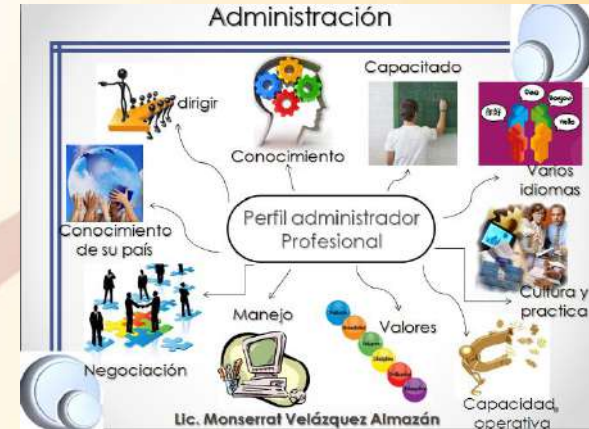 Administración
dirigir
Conocimiento
Capacitado
Varios
idiomas
Conocimiento
de su país
Perfil administrador
Profesional
Cultura y
practica
Negociación
Manejo
Valores
Capacidad,
operativa
Lic. Monserrat Velázquez Almazán